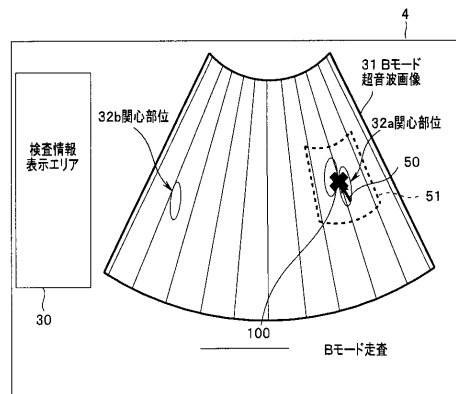 4
31 Bモード
超音波画像
32b関心部位
32a関心部位
検査情報
表示エリア
50
51
30
100
Bモード走査